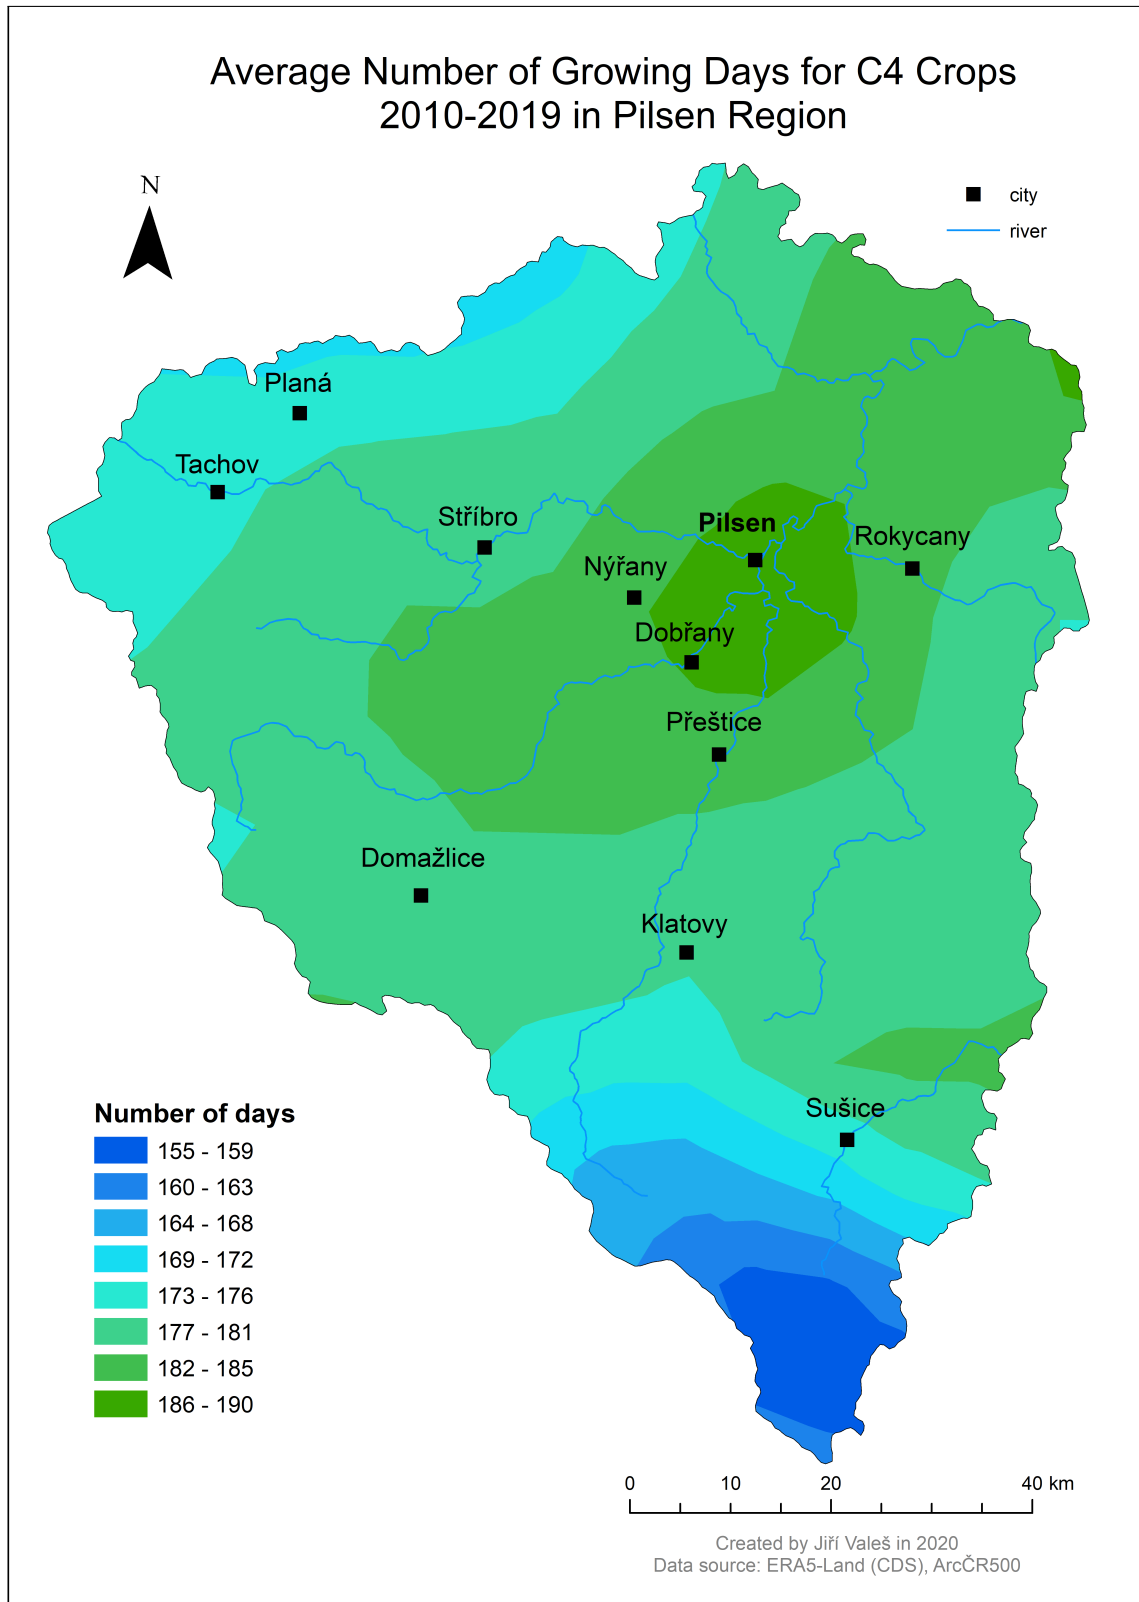 Average Number of Growing Days for C4 Crops
2010-2019 in Pilsen Region
N
city
river
Planá
Tachov
Stříbro
Pilsen
Rokycany
Nýřany
Dobřany
Přeštice
Domažlice
Klatovy
Sušice
Number of days
155 - 159
160 - 163
164 - 168
169 - 172
173 - 176
177 - 181
182 - 185
186 - 190
0 10 20 40 km
Created by Jiří Valeš in 2020
Data source: ERA5-Land (CDS), ArcČR500